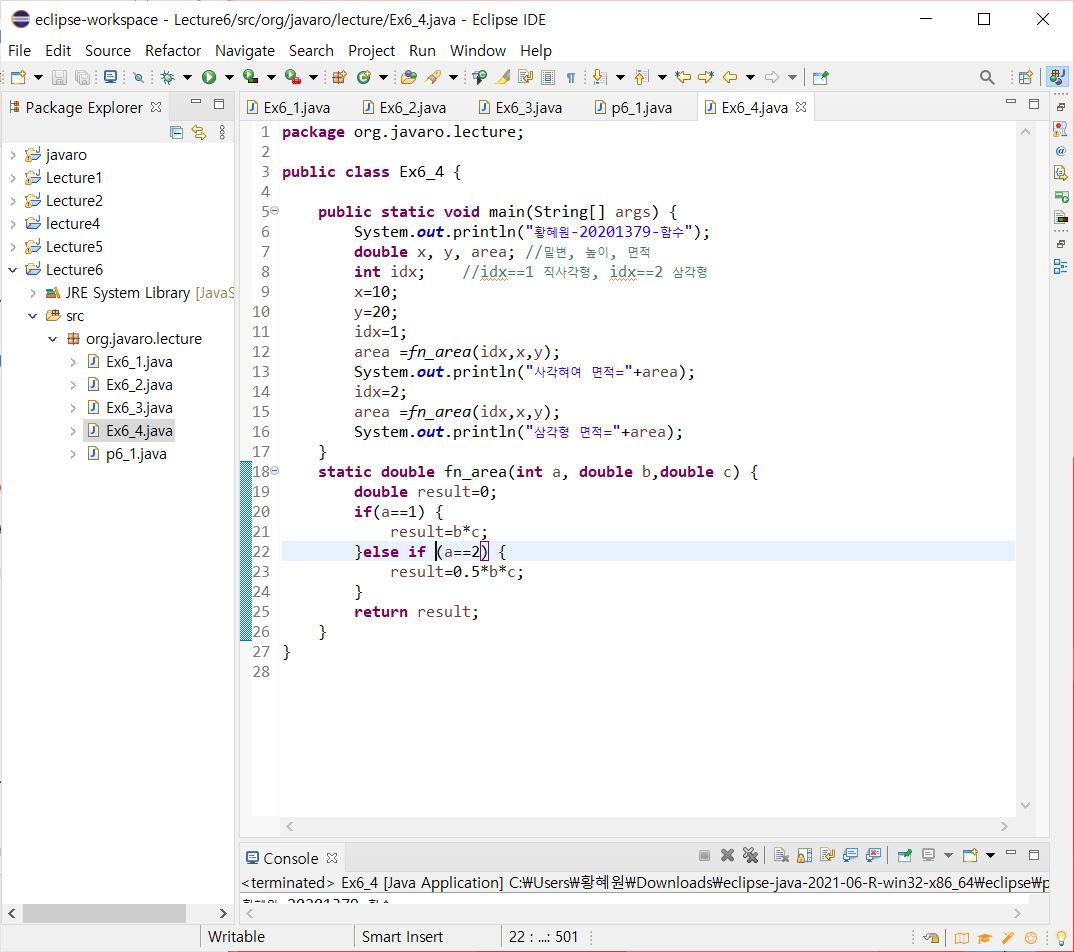 eclipse-workspace - Lecture6/src/org/javaro/lecture/Ex6_4.java - Eclipse IDE
File Edit Source Refactor Navigate Search Project Run Window Help
Package Explorer
javaro
Lecture1
Lecture2
lecture4
Lecture5
Lecture6
JRE System Library [JavaS
src
org.javaro.lecture
Ex6_1.java
Ex6_2.java
Ex6_3.java
Ex6_4.java
p6_1.java
Ex6_1.java Ex6_2.java Ex6_3.java p6_1.java Ex6_4.java
1 package org.javaro.lecture;
2
3 public class Ex6_4 {
4
5 public static void main(String[] args) {
6 System.out.println("황혜원-20201379-함수");
7 double x, y, area; //밑변, 높이, 면적
8 int idx; //idx==1 직사각형, idx==2 삼각형
9 x=10;
10 y=20;
11 idx=1;
12 area =fn_area(idx,x,y);
13 System.out.println("사각혀여 면적="+area);
14 idx=2;
15 area =fn_area(idx,x,y);
16 System.out.println("삼각형 면적="+area);
17 }
18 static double fn_area(int a, double b,double c) {
19 double result=0;
20 if(a==1) {
21 result=b*c;
22 }else if (a==2) {
23 result=0.5*b*c;
24 }
25 return result;
26 }
27 }
28
Console
<terminated> Ex6_4 [Java Application] C:₩Users₩황혜원₩Downloads₩eclipse-java-2021-06-R-win32-x86_64₩eclipse₩p
황혜원-20201379-함수
Writable Smart Insert 22 : ...: 501